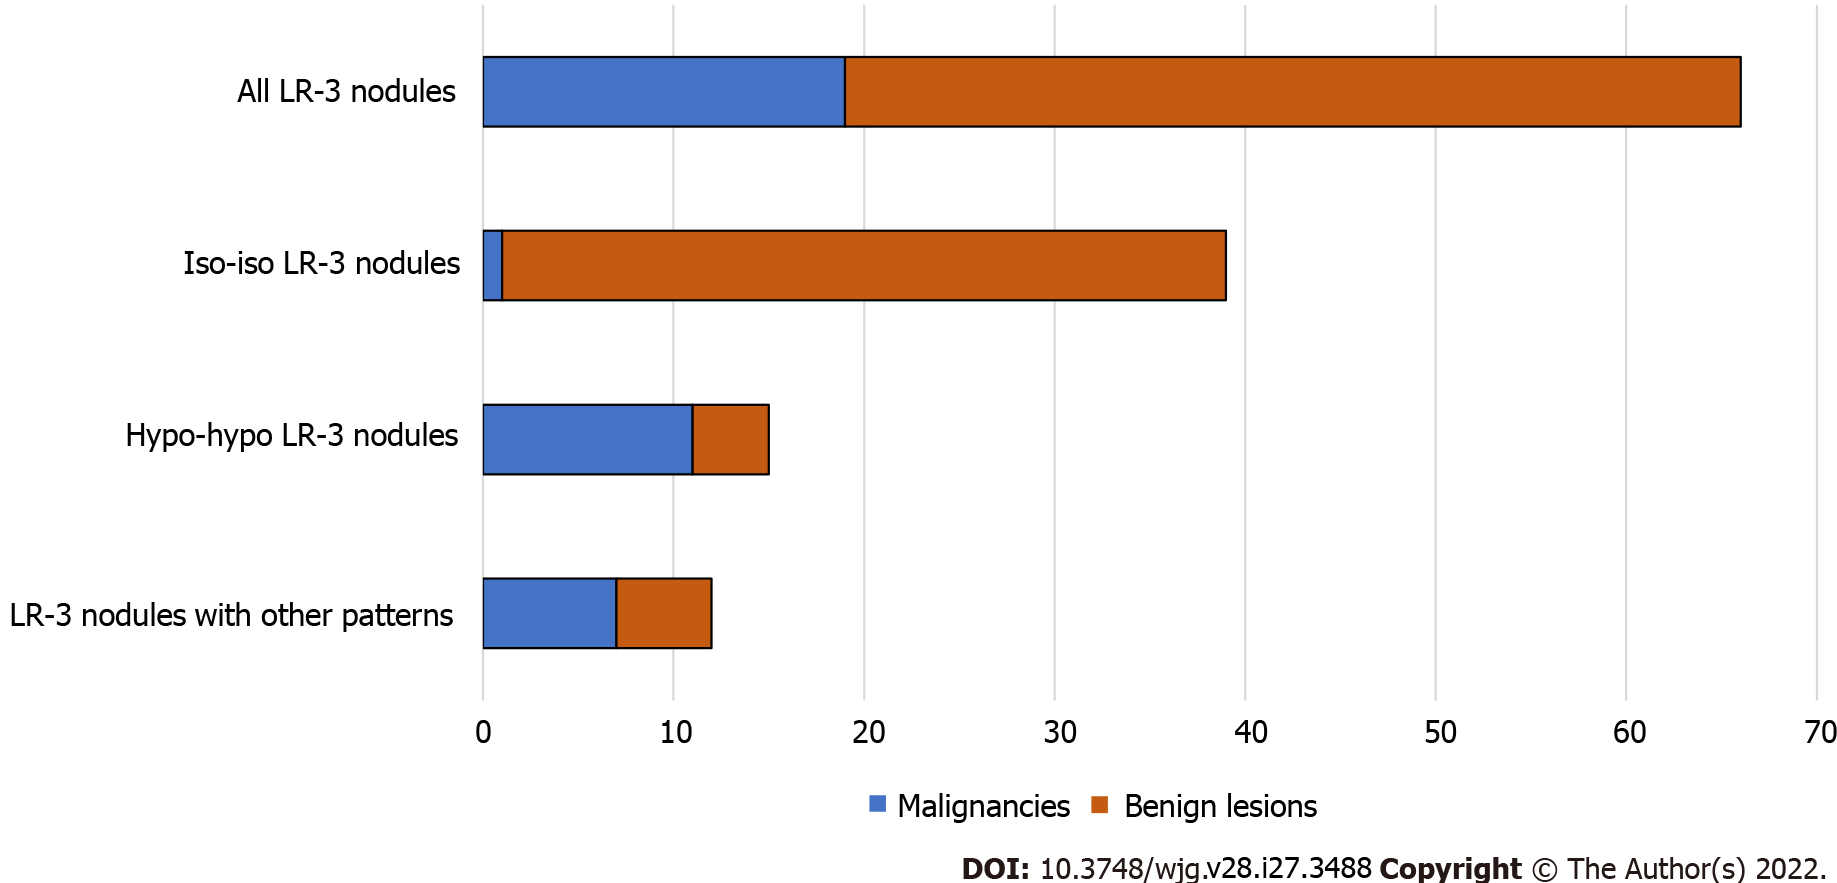 All LR-3 nodules
Iso-iso LR-3 nodules
Hypo-hypo LR-3 nodules
LR-3 nodules with other patterns
0 10 20 30 40 50 60 70
Malignancies Benign lesions
DOI: 10.3748/wjg.v28.i27.3488 Copyright © The Author(s) 2022.